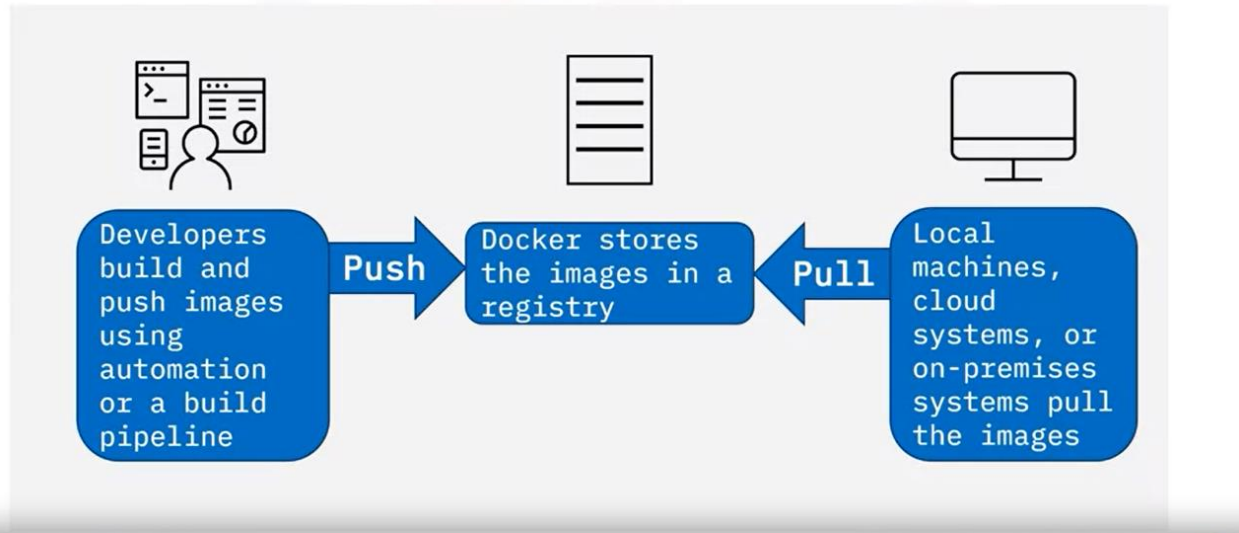 Developers
build and
push images
using
automation
or a build
pipeline
Push
Docker stores
the images in a
registry
Pull
Local
machines,
cloud
systems, or
on-premises
systems pull
the images